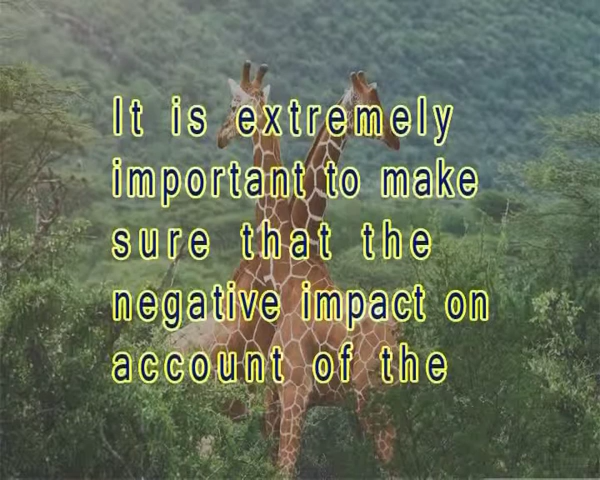 It is extremely
important to make
sure that the
negative impact on
account of the